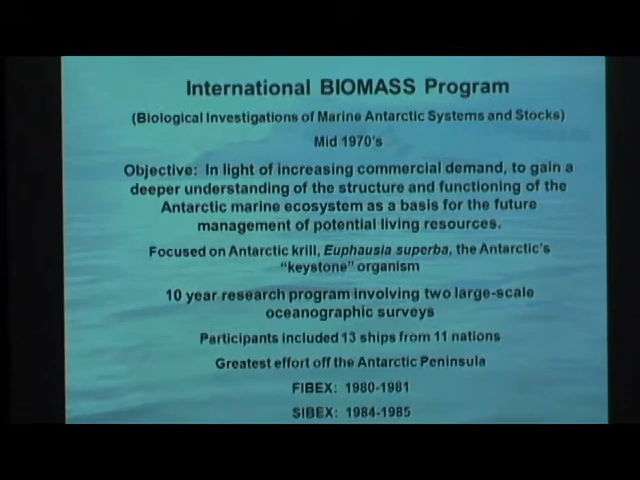 International BIOMASS Program
(Biological Investigations of Marine Antarctic Systems and Stocks)
Mid 1970's
Objective: In light of increasing commercial demand, to gain a
deeper understanding of the structure and functioning of the
Antarctic marine ecosystem as a basis for the future
management of potential living resources.
Focused on Antarctic krill, Euphausia superba, the Antarctic's
"keystone" organism
10 year research program involving two large-scale
oceanographic surveys
Participants included 13 ships from 11 nations
Greatest effort off the Antarctic Peninsula
FIBEX: 1980-1981
SIBEX: 1984-1985